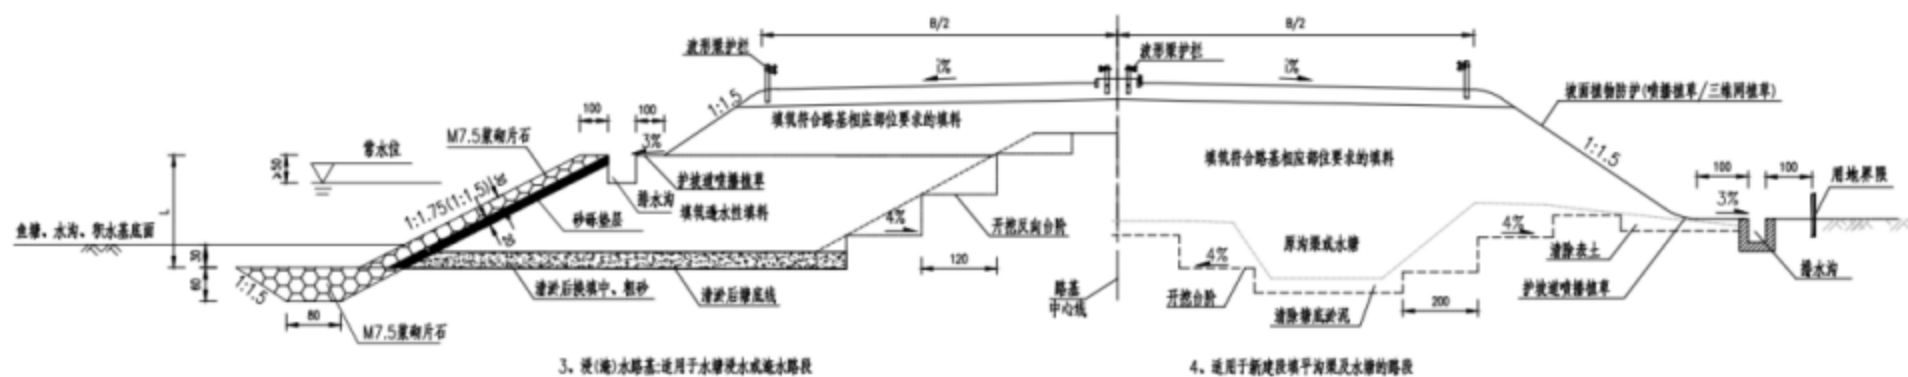 B/2
B/2
波形梁护栏
波形梁护栏
i%
i%
1:1.5
坡面植物防护(喷播植草/三维网植草)
100
100
填筑符合路基相应部位要求的填料
M7.5浆砌片石
常水位
3%
≥50
填筑符合路基相应部位要求的填料
1:1.5
100
100
用地界限
护坡道喷播植草
排水沟
填筑透水性填料
L
1:1.75(1:1.5)
砂砾垫层
3%
鱼塘、水沟、积水基底面
4%
开挖反向台阶
原沟渠或水塘
4%
清除表土
30
60
120
4%
排水沟
1:1.5
清淤后换填中、粗砂
清淤后塘底线
路基
中心线
开挖台阶
护坡道喷播植草
80
M7.5浆砌片石
清除塘底淤泥
200
3、浸(淹)水路基:适用于水塘浸水或淹水路段
4、适用于新建段填平沟渠及水塘的路段